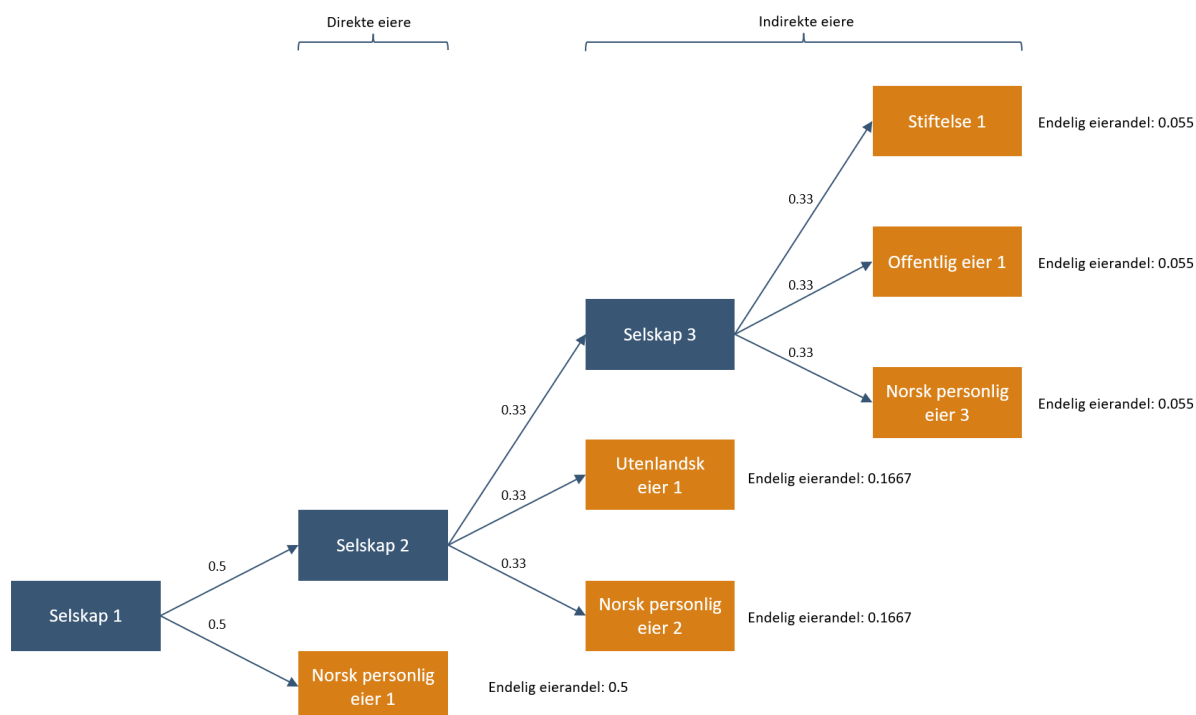 Direkte eiere
Indirekte eiere
Stiftelse 1
Endelig eierandel: 0.055
0.33
Offentlig eier 1
Endelig eierandel: 0.055
0.33
Selskap 3
0.33
Norsk personlig
eier 3
Endelig eierandel: 0.055
0.33
Utenlandsk
eier 1
Endelig eierandel: 0.1667
0.33
Selskap 2
0.33
0.5
Norsk personlig
eier 2
Endelig eierandel: 0.1667
Selskap 1
0.5
Norsk personlig
eier 1
Endelig eierandel: 0.5